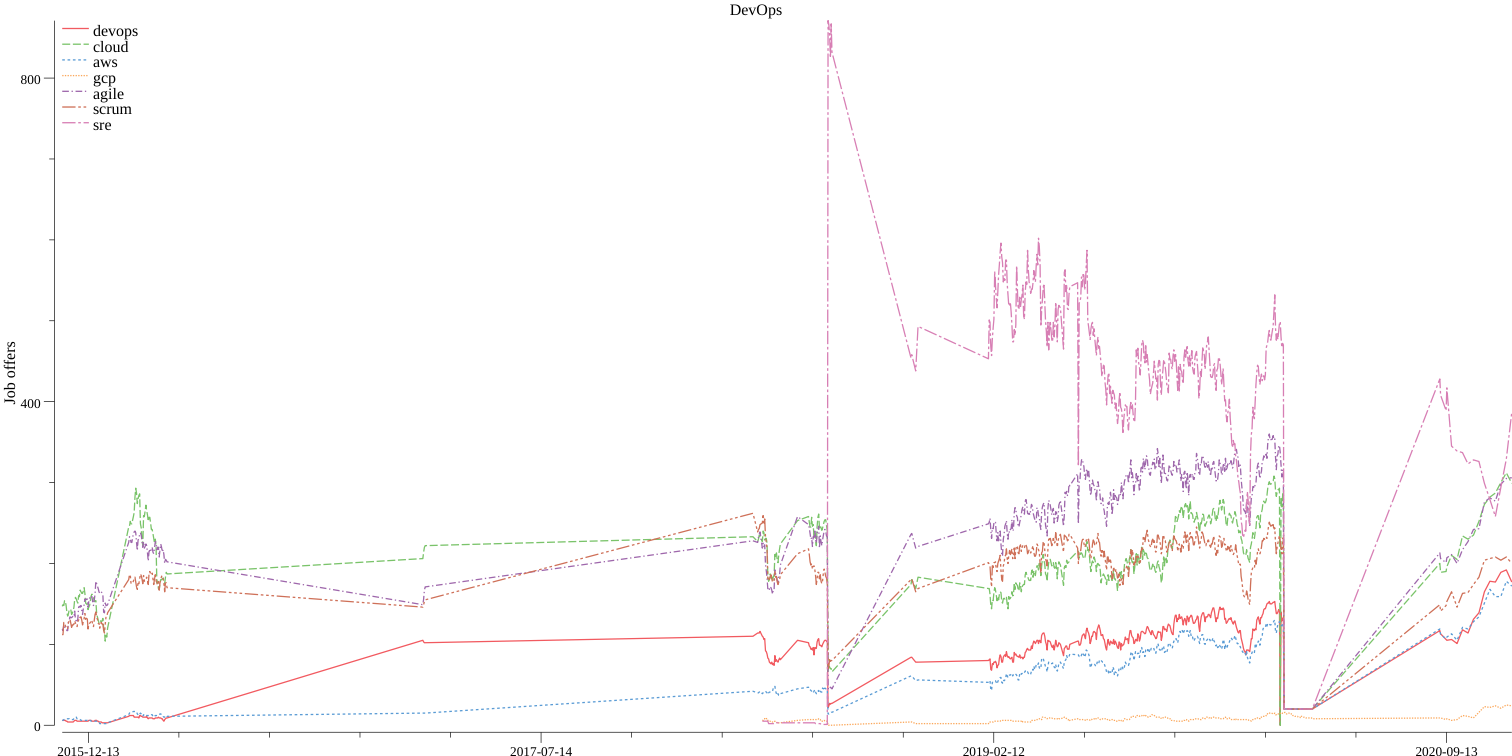 DevOps
devops
cloud
aws
gcp
agile
scrum
sre
800
400
0
Job offers
2015-12-13
2017-07-14
2019-02-12
2020-09-13